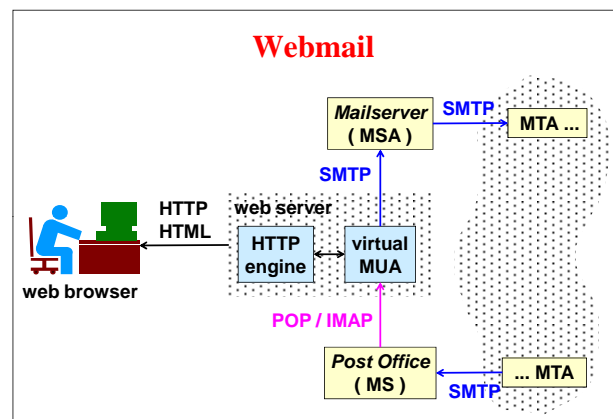 Webmail
Mailserver
( MSA )
SMTP
MTA ...
SMTP
HTTP
HTML
web server
HTTP
engine
virtual
MUA
web browser
POP / IMAP
Post Office
( MS )
... MTA
SMTP